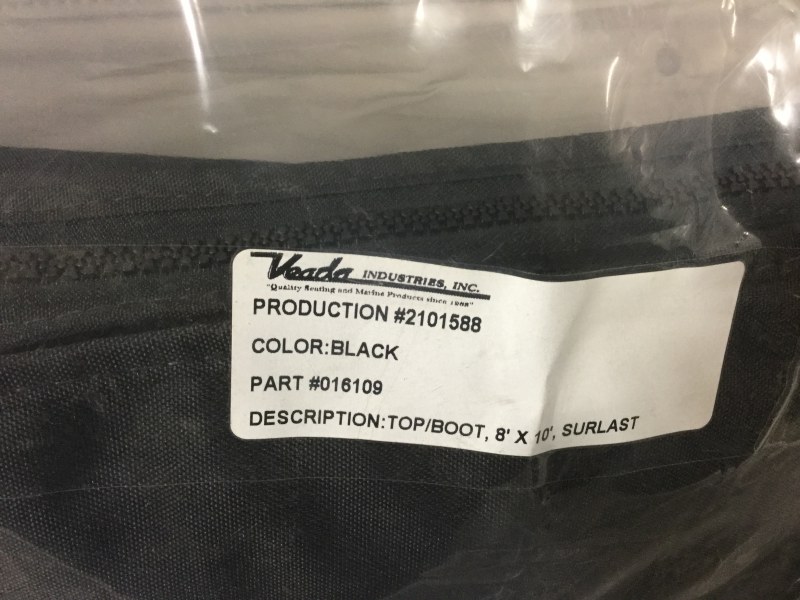 Veada INDUSTRIES, INC.
"Quality Seating and Marine Products since 1968"
PRODUCTION #2101588
COLOR:BLACK
PART #016109
DESCRIPTION:TOP/BOOT, 8' X 10', SURLAST